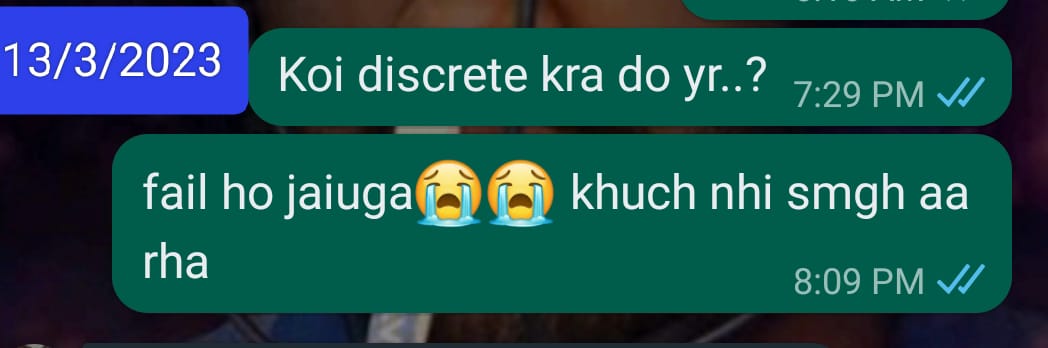 13/3/2023
Koi discrete kra do yr..? 7:29 PM
fail ho jaiuga😭😭 khuch nhi smgh aa
rha 8:09 PM